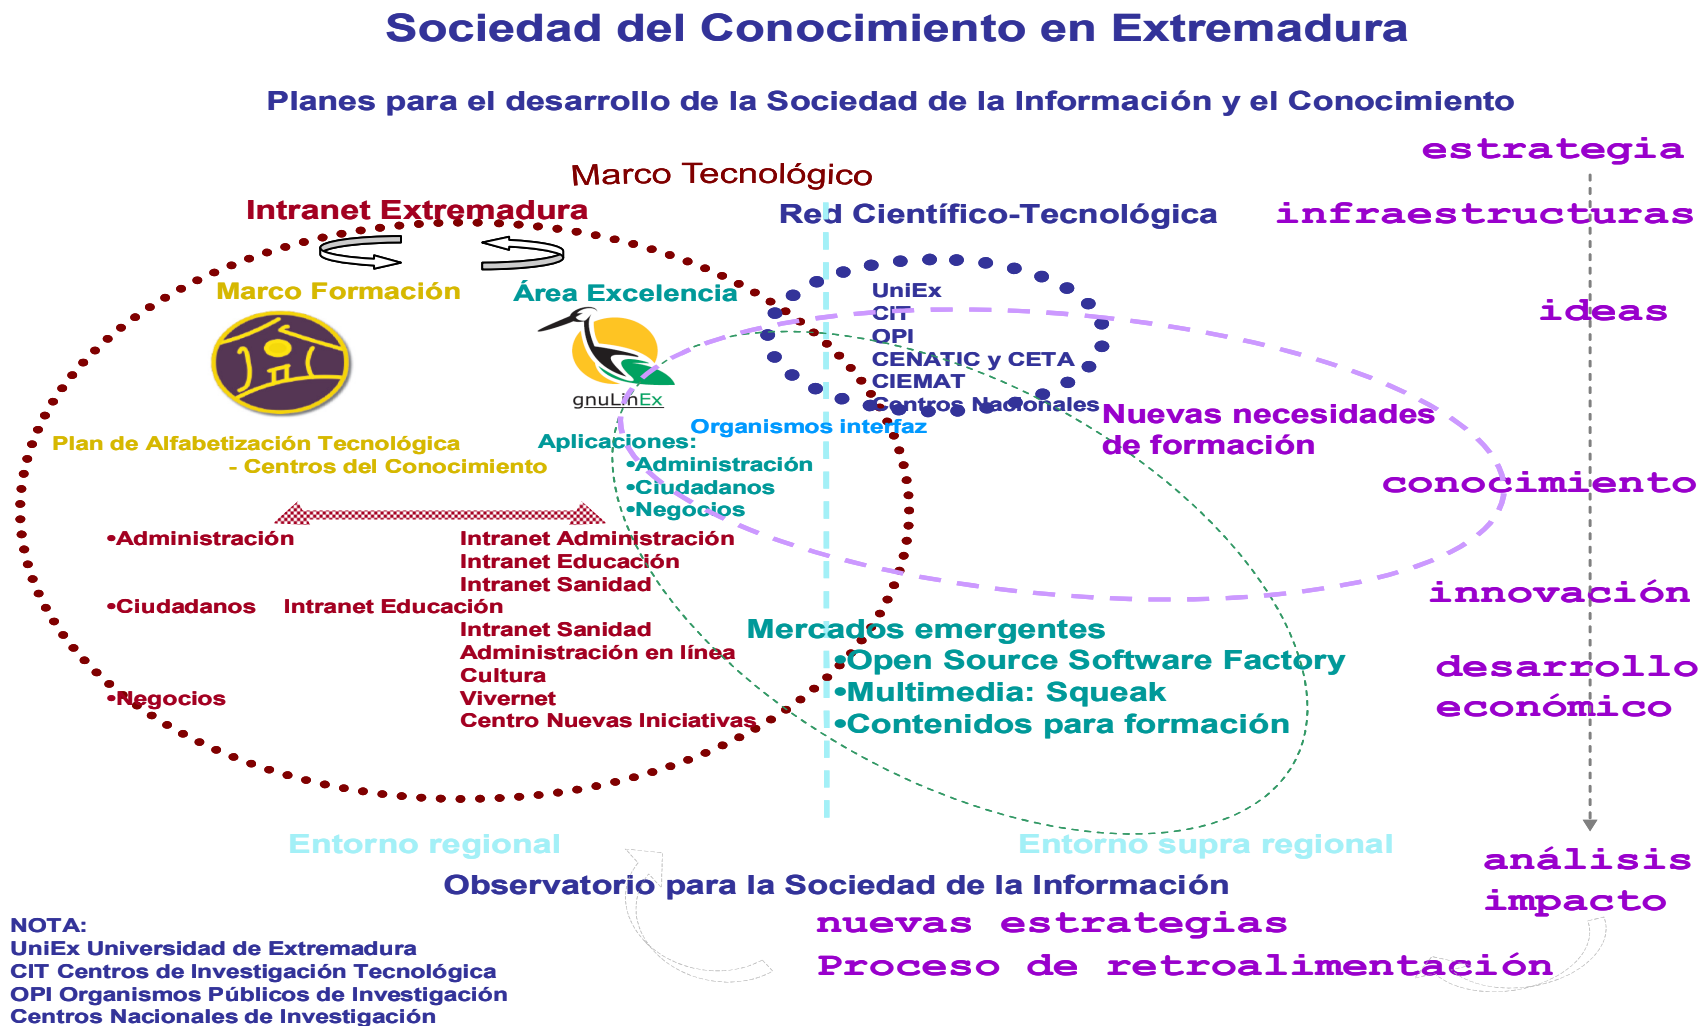 Sociedad del Conocimiento en Extremadura
Planes para el desarrollo de la Sociedad de la Información y el Conocimiento
estrategia
Marco Tecnológico
Intranet Extremadura
Red Científico-Tecnológica
infraestructuras
Marco Formación
Área Excelencia
UniEx
CIT
OPI
CENATIC y CETA
CIEMAT
Centros Nacionales
ideas
gnuLinEx
Organismos interfaz
Nuevas necesidades
de formación
Plan de Alfabetización Tecnológica
- Centros del Conocimiento
Aplicaciones:
•Administración
•Ciudadanos
•Negocios
conocimiento
•Administración
Intranet Administración
Intranet Educación
Intranet Sanidad
•Ciudadanos Intranet Educación
Intranet Sanidad
Administración en línea
Cultura
•Negocios
Vivernet
Centro Nuevas Iniciativas
innovación
Mercados emergentes
•Open Source Software Factory
•Multimedia: Squeak
•Contenidos para formación
desarrollo
económico
Entorno regional
Entorno supra regional
análisis
impacto
Observatorio para la Sociedad de la Información
nuevas estrategias
Proceso de retroalimentación
NOTA:
UniEx Universidad de Extremadura
CIT Centros de Investigación Tecnológica
OPI Organismos Públicos de Investigación
Centros Nacionales de Investigación